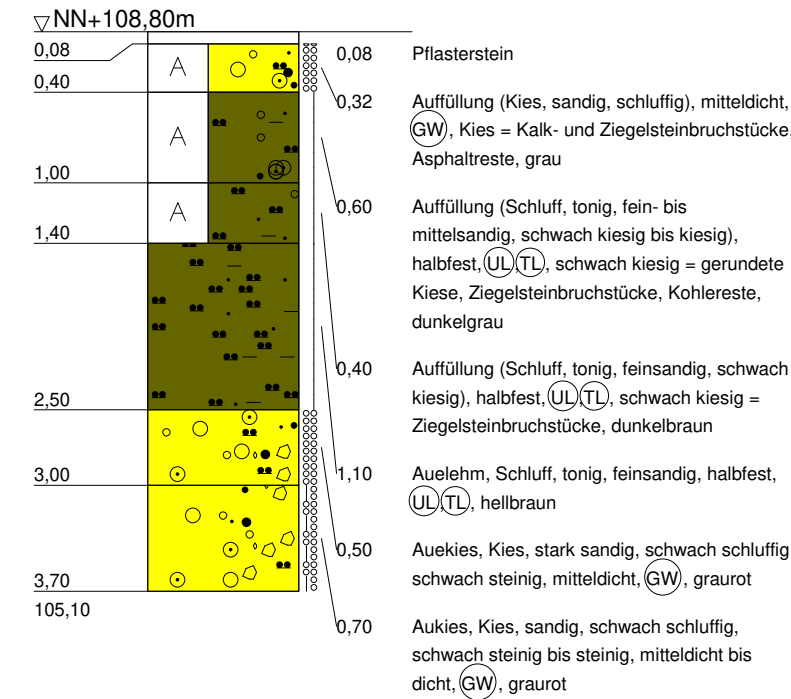 NN+108,80m
0,08
0,40
1,00
1,40
2,50
3,00
3,70
105,10
A
A
A
0,08 Pflasterstein
0,32 Auffüllung (Kies, sandig, schluffig), mitteldicht,
GW, Kies = Kalk- und Ziegelsteinbruchstücke,
Asphaltreste, grau
0,60 Auffüllung (Schluff, tonig, fein- bis
mittelsandig, schwach kiesig bis kiesig),
halbfest, UL, TL, schwach kiesig = gerundete
Kiese, Ziegelsteinbruchstücke, Kohlereste,
dunkelgrau
0,40 Auffüllung (Schluff, tonig, feinsandig, schwach
kiesig), halbfest, UL, TL, schwach kiesig =
Ziegelsteinbruchstücke, dunkelbraun
1,10 Auelehm, Schluff, tonig, feinsandig, halbfest,
UL, TL, hellbraun
0,50 Auekies, Kies, stark sandig, schwach schluffig
schwach steinig, mitteldicht, GW, graurot
0,70 Aukies, Kies, sandig, schwach schluffig,
schwach steinig bis steinig, mitteldicht bis
dicht, GW, graurot